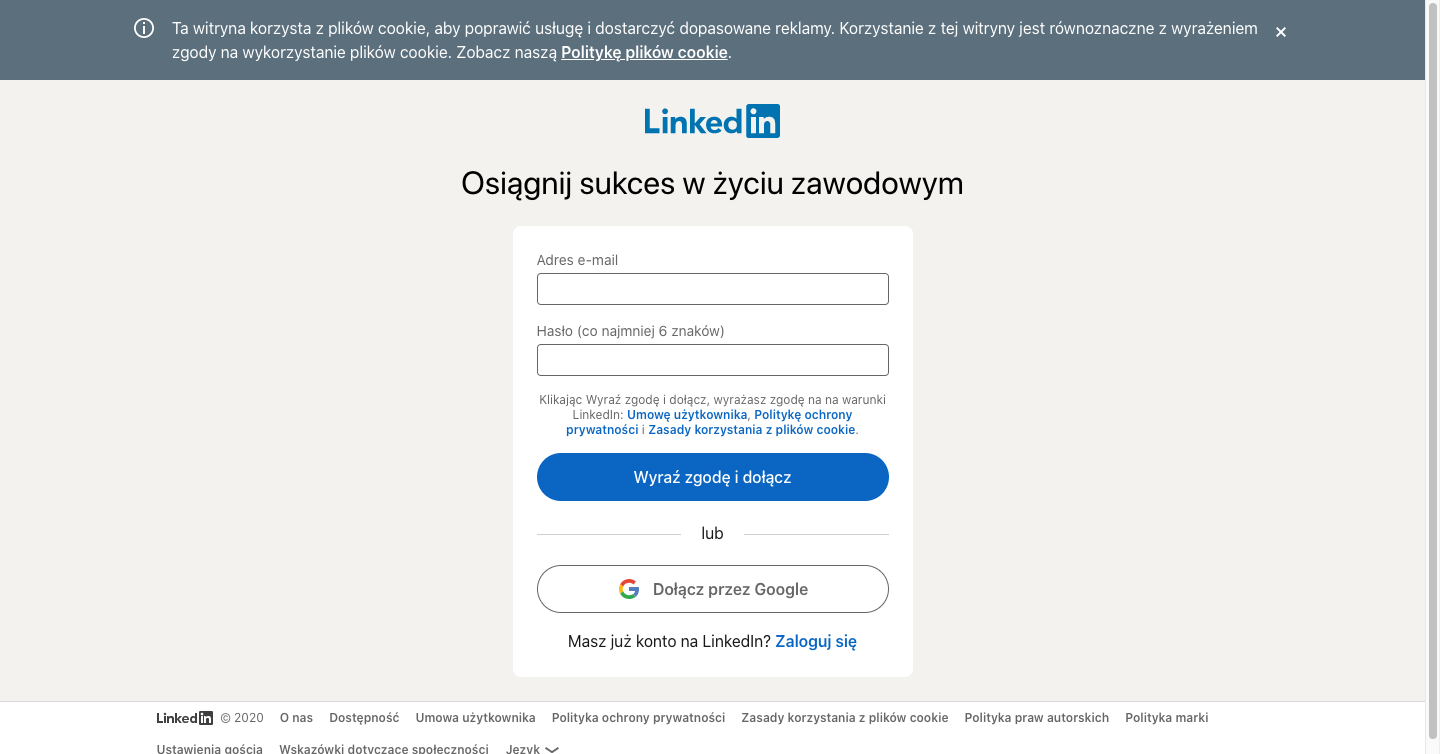 Ta witryna korzysta z plików cookie, aby poprawić usługę i dostarczyć dopasowane reklamy. Korzystanie z tej witryny jest równoznaczne z wyrażeniem
zgody na wykorzystanie plików cookie. Zobacz naszą Politykę plików cookie.
Linkedin
Osiągnij sukces w życiu zawodowym
Adres e-mail
Hasło (co najmniej 6 znaków)
Klikając Wyraź zgodę i dołącz, wyrażasz zgodę na na warunki
LinkedIn: Umowę użytkownika, Politykę ochrony
prywatności i Zasady korzystania z plików cookie.
Wyraź zgodę i dołącz
lub
Dołącz przez Google
Masz już konto na LinkedIn? Zaloguj się
Linkedin © 2020 O nas Dostępność Umowa użytkownika Polityka ochrony prywatności Zasady korzystania z plików cookie Polityka praw autorskich Polityka marki
Ustawienia gościa Wskazówki dotyczące społeczności Język